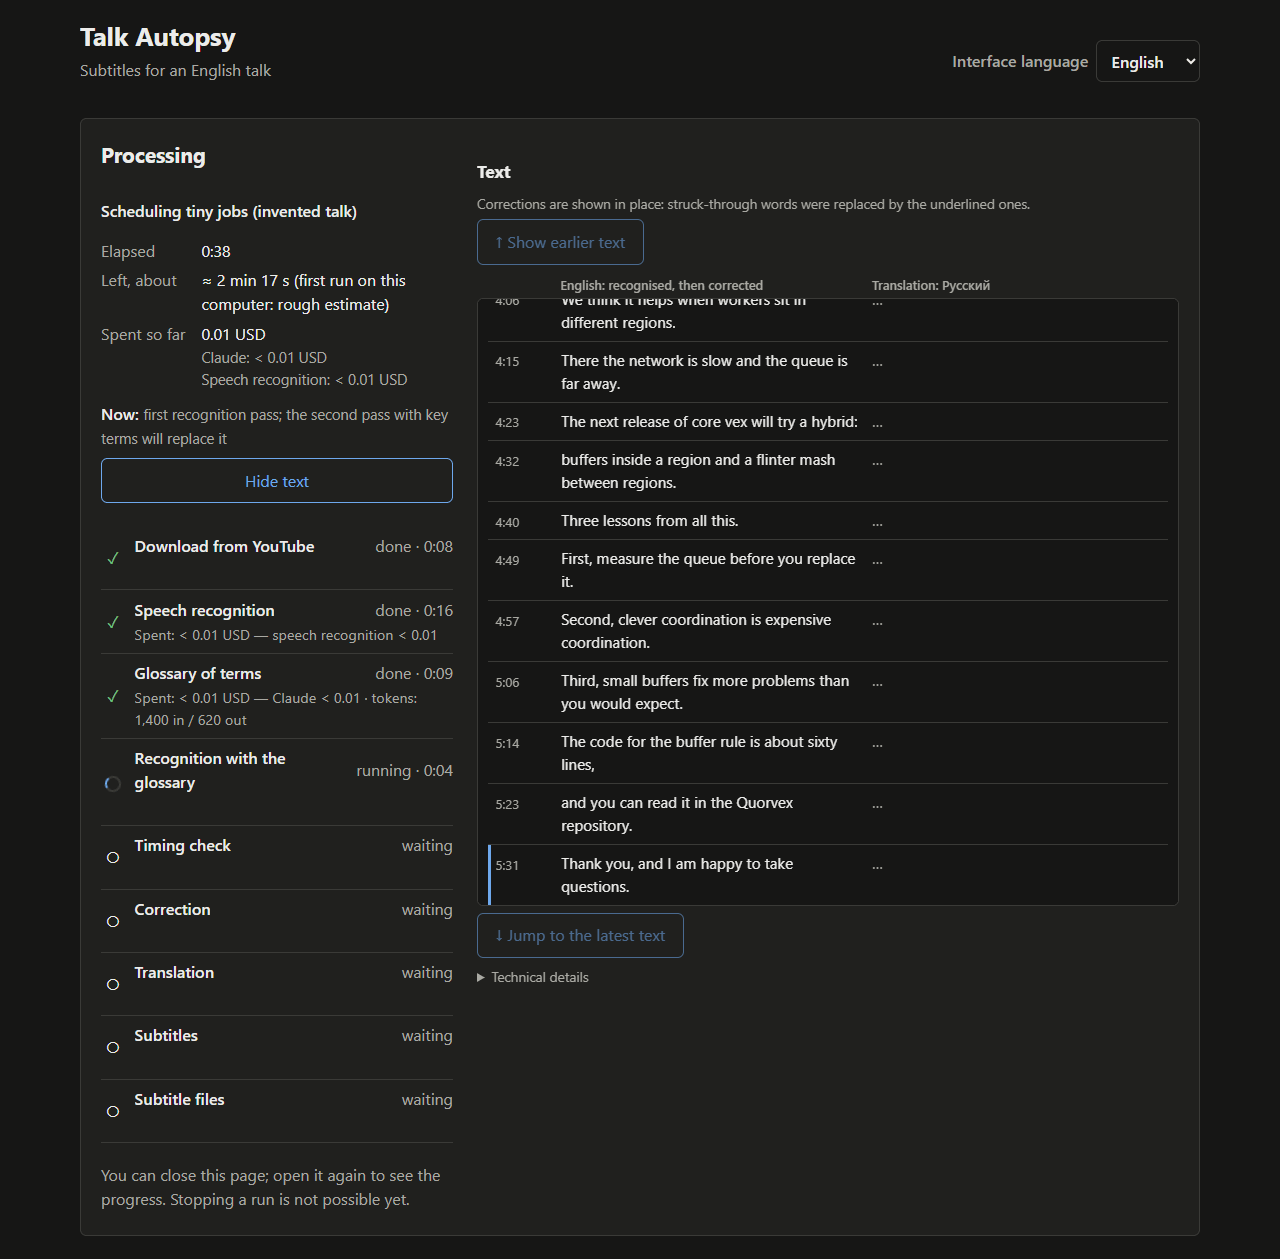 Talk Autopsy
Subtitles for an English talk
Interface language
English
Processing
Scheduling tiny jobs (invented talk)
Elapsed 0:38
Left, about ≈ 2 min 17 s (first run on this
computer: rough estimate)
Spent so far 0.01 USD
Claude: < 0.01 USD
Speech recognition: < 0.01 USD
Now: first recognition pass; the second pass with key
terms will replace it
Hide text
✓ Download from YouTube done · 0:08
✓ Speech recognition done · 0:16
Spent: < 0.01 USD — speech recognition < 0.01
✓ Glossary of terms done · 0:09
Spent: < 0.01 USD — Claude < 0.01 · tokens:
1,400 in / 620 out
Recognition with the
glossary running · 0:04
Timing check waiting
Correction waiting
Translation waiting
Subtitles waiting
Subtitle files waiting
You can close this page; open it again to see the
progress. Stopping a run is not possible yet.
Text
Corrections are shown in place: struck-through words were replaced by the underlined ones.
↑ Show earlier text
English: recognised, then corrected Translation: Русский
4:06 We think it helps when workers sit in …
different regions.
4:15 There the network is slow and the queue is …
far away.
4:23 The next release of core vex will try a hybrid: …
4:32 buffers inside a region and a flinter mash …
between regions.
4:40 Three lessons from all this. …
4:49 First, measure the queue before you replace …
it.
4:57 Second, clever coordination is expensive …
coordination.
5:06 Third, small buffers fix more problems than …
you would expect.
5:14 The code for the buffer rule is about sixty …
lines,
5:23 and you can read it in the Quorvex …
repository.
5:31 Thank you, and I am happy to take …
questions.
↓ Jump to the latest text
▶ Technical details